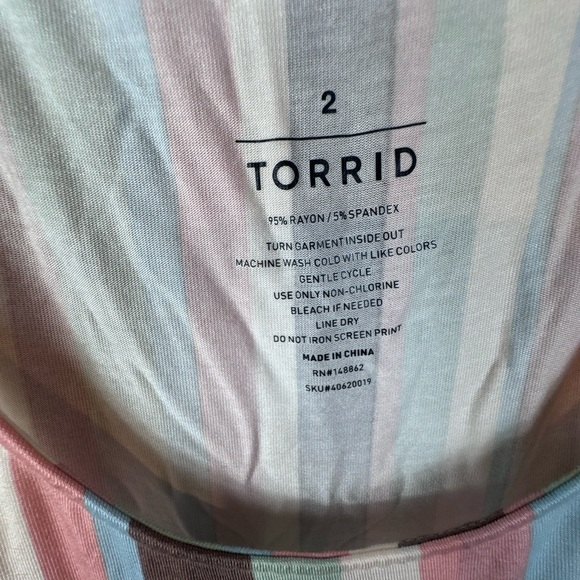 2
TORRID
95% RAYON / 5% SPANDEX
TURN GARMENT INSIDE OUT
MACHINE WASH COLD WITH LIKE COLORS
GENTLE CYCLE
USE ONLY NON-CHLORINE
BLEACH IF NEEDED
LINE DRY
DO NOT IRON SCREEN PRINT
MADE IN CHINA
RN#148862
SKU#40620019